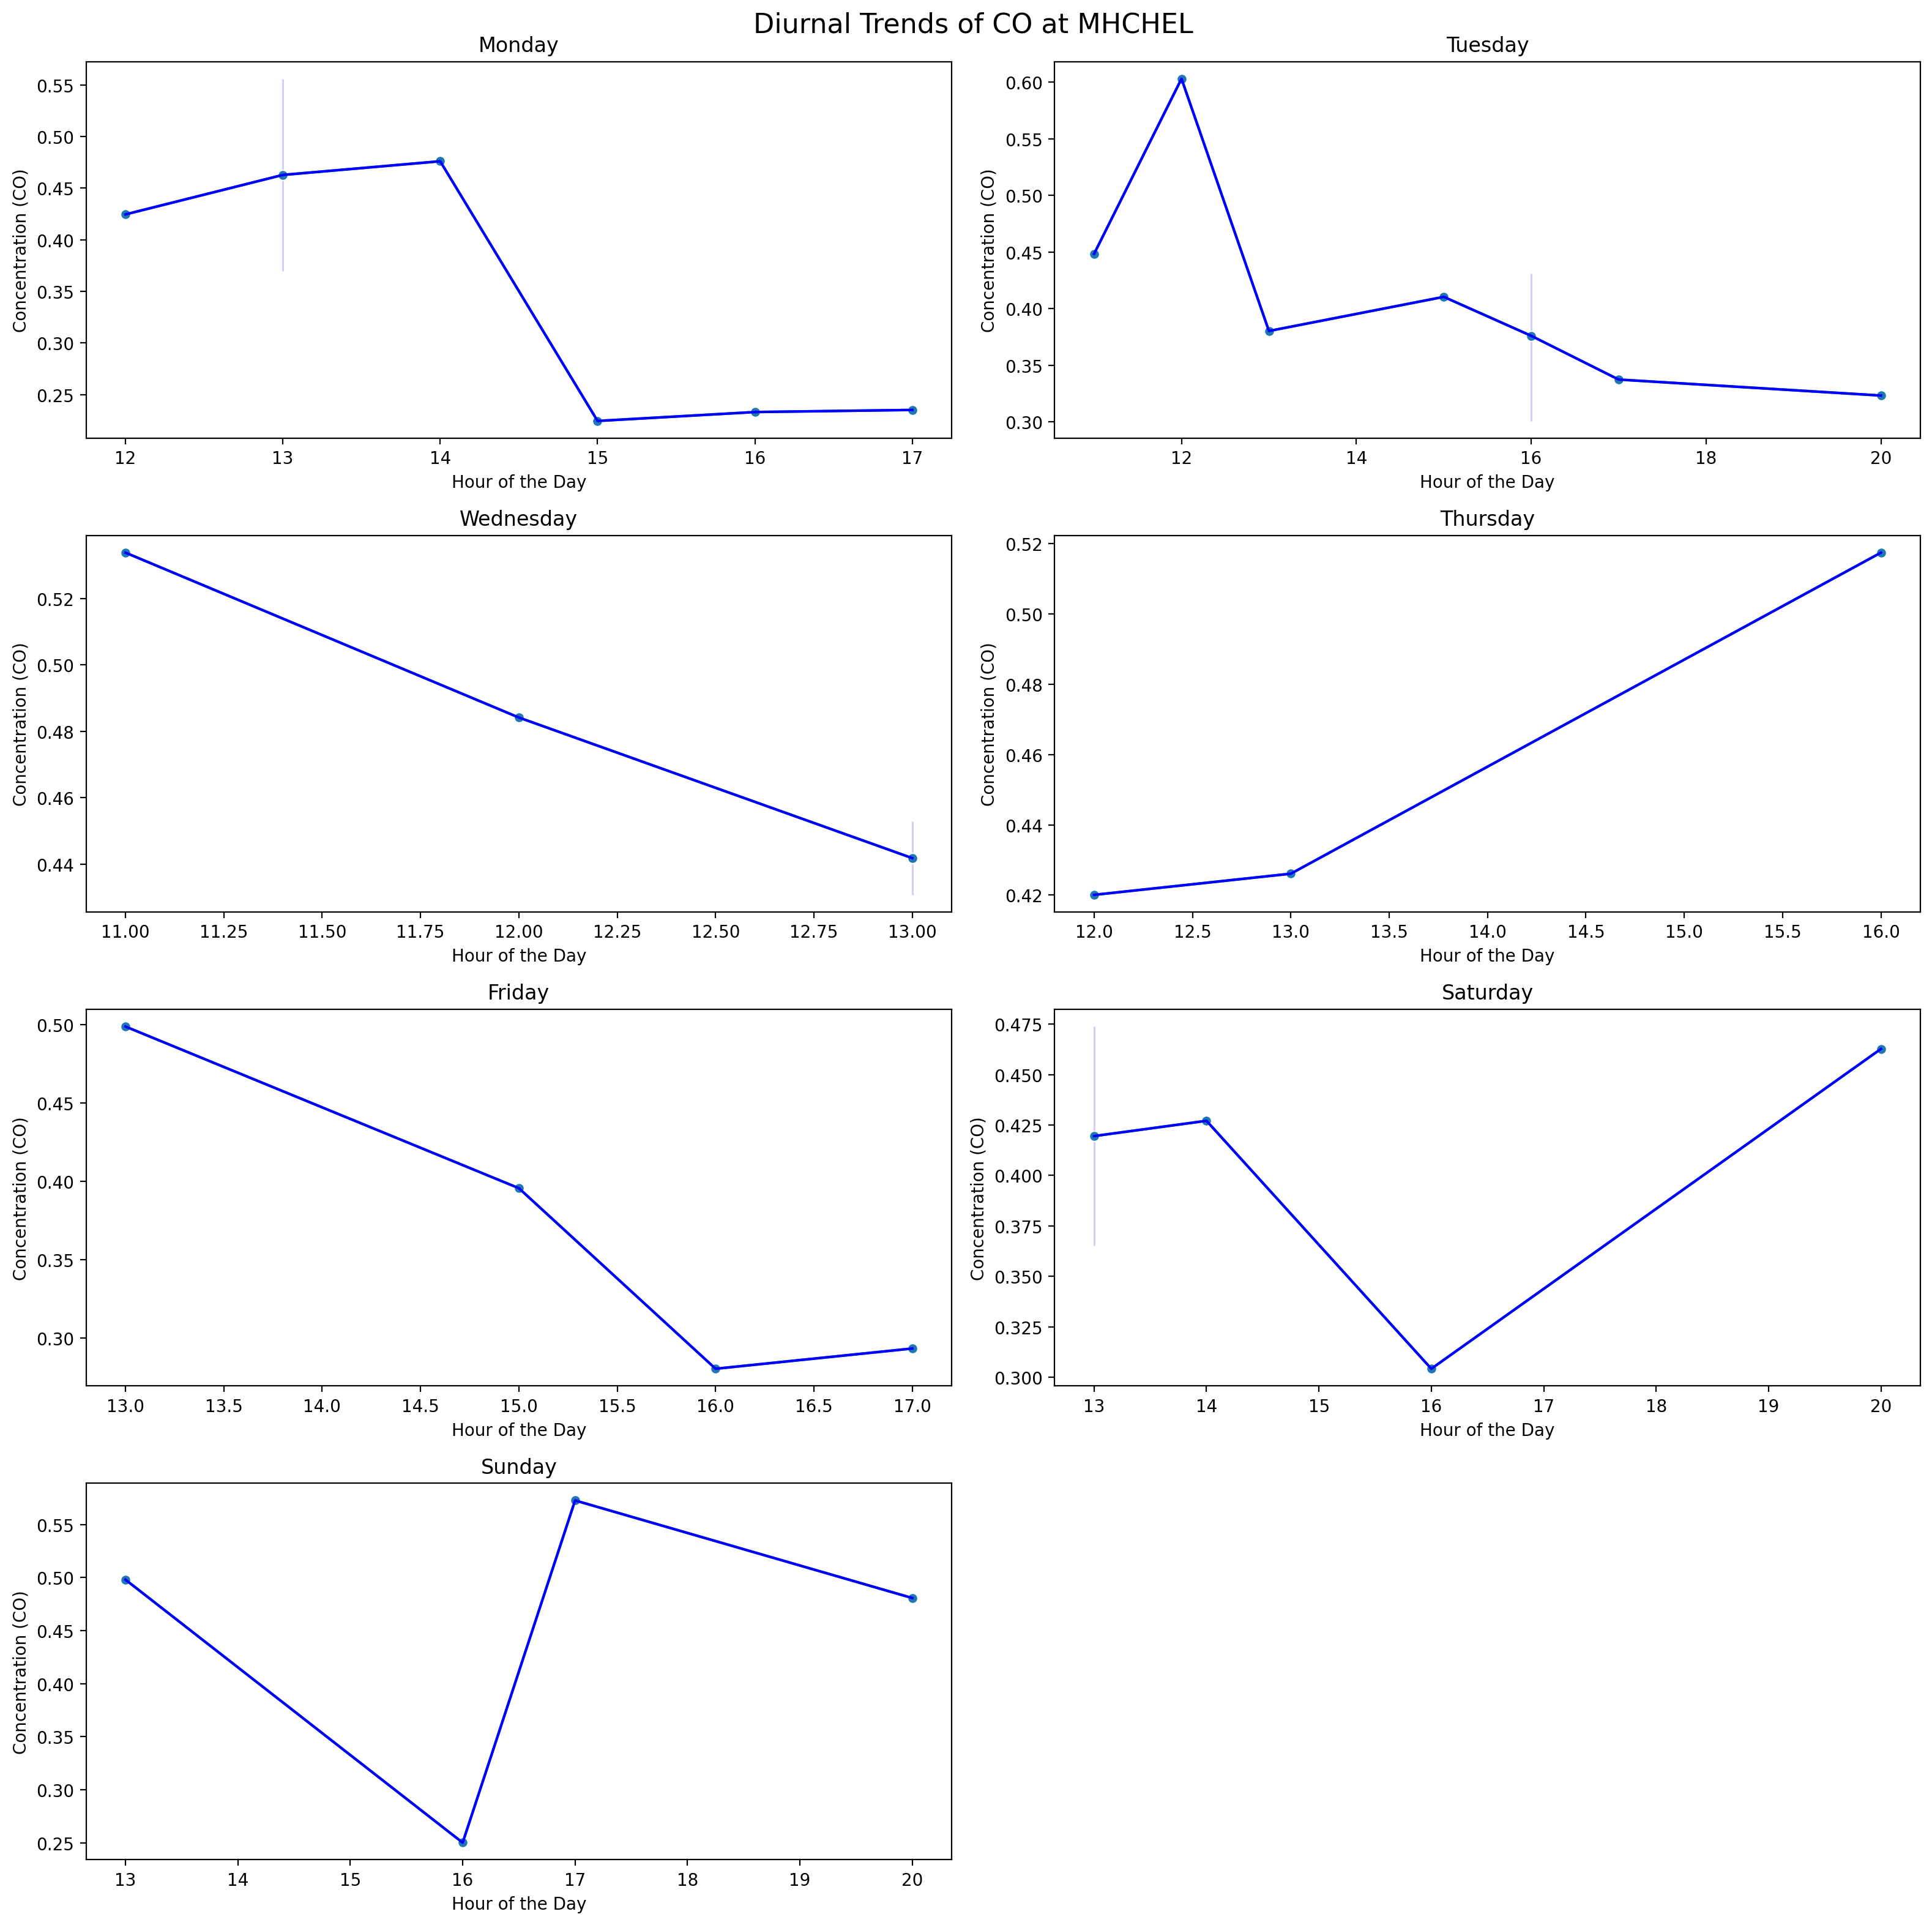 Diurnal Trends of CO at MHCHEL
Monday
Concentration (CO)
0.55
0.50
0.45
0.40
0.35
0.30
0.25
12 13 14 15 16 17
Hour of the Day
Tuesday
Concentration (CO)
0.60
0.55
0.50
0.45
0.40
0.35
0.30
12 14 16 18 20
Hour of the Day
Wednesday
Concentration (CO)
0.52
0.50
0.48
0.46
0.44
11.00 11.25 11.50 11.75 12.00 12.25 12.50 12.75 13.00
Hour of the Day
Thursday
Concentration (CO)
0.52
0.50
0.48
0.46
0.44
0.42
12.0 12.5 13.0 13.5 14.0 14.5 15.0 15.5 16.0
Hour of the Day
Friday
Concentration (CO)
0.50
0.45
0.40
0.35
0.30
13.0 13.5 14.0 14.5 15.0 15.5 16.0 16.5 17.0
Hour of the Day
Saturday
Concentration (CO)
0.475
0.450
0.425
0.400
0.375
0.350
0.325
0.300
13 14 15 16 17 18 19 20
Hour of the Day
Sunday
Concentration (CO)
0.55
0.50
0.45
0.40
0.35
0.30
0.25
13 14 15 16 17 18 19 20
Hour of the Day